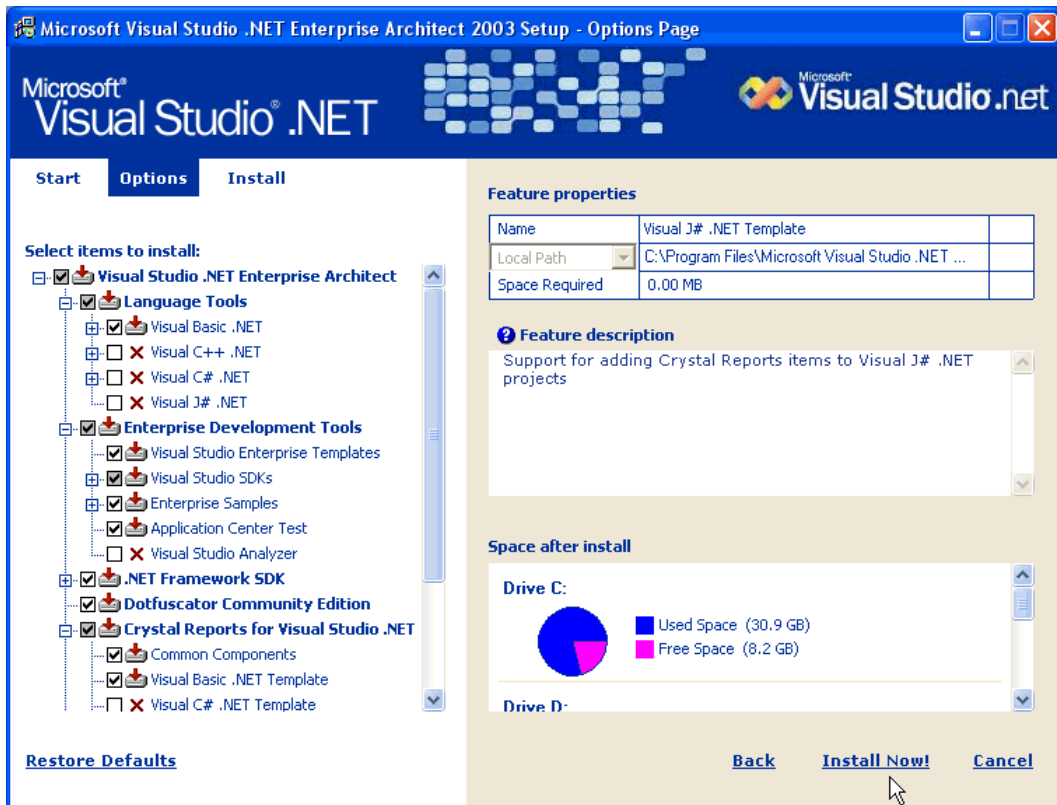 Microsoft Visual Studio .NET Enterprise Architect 2003 Setup - Options Page
Microsoft®
Visual Studio® .NET
Microsoft
Visual Studio.net
Start
Options
Install
Select items to install:
Visual Studio .NET Enterprise Architect
Language Tools
Visual Basic .NET
Visual C++ .NET
Visual C# .NET
Visual J# .NET
Enterprise Development Tools
Visual Studio Enterprise Templates
Visual Studio SDKs
Enterprise Samples
Application Center Test
Visual Studio Analyzer
.NET Framework SDK
Dotfuscator Community Edition
Crystal Reports for Visual Studio .NET
Common Components
Visual Basic .NET Template
Visual C# .NET Template
Restore Defaults
Feature properties
Name Visual J# .NET Template
Local Path C:\Program Files\Microsoft Visual Studio .NET ...
Space Required 0.00 MB
Feature description
Support for adding Crystal Reports items to Visual J# .NET
projects
Space after install
Drive C:
Used Space (30.9 GB)
Free Space (8.2 GB)
Drive D:
Back
Install Now!
Cancel